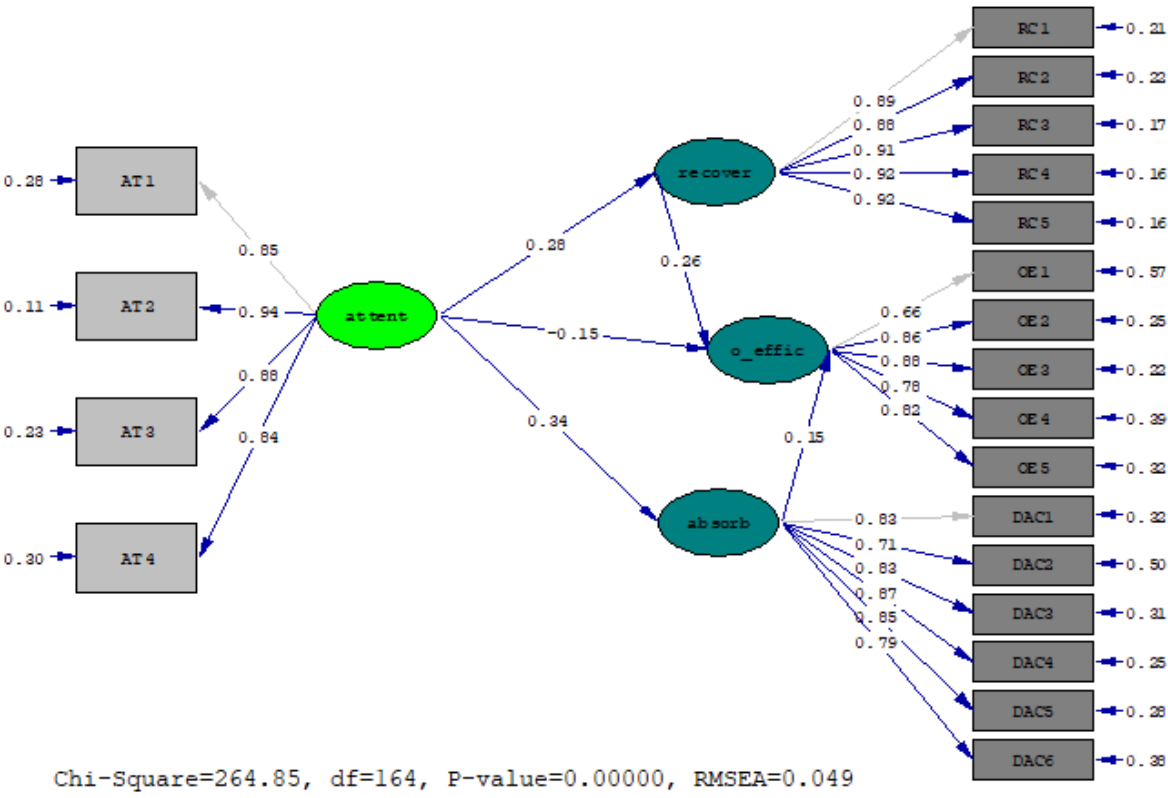 RC1
0.21
RC2
0.22
0.89
0.88
RC3
0.17
0.91
0.28
AT1
recover
0.92
RC4
0.16
0.92
RC5
0.16
0.85
0.28
0.26
OE1
0.57
0.11
AT2
0.94
attent
0.66
OE2
0.25
-0.15
0.86
o_effic
0.88
OE3
0.22
0.88
0.78
0.82
OE4
0.39
0.23
AT3
0.84
0.34
0.15
OE5
0.32
absorb
0.83
DAC1
0.32
0.71
0.30
AT4
0.83
DAC2
0.50
0.87
0.85
DAC3
0.31
0.79
DAC4
0.25
DAC5
0.28
DAC6
0.38
Chi-Square=264.85, df=164, P-value=0.00000, RMSEA=0.049